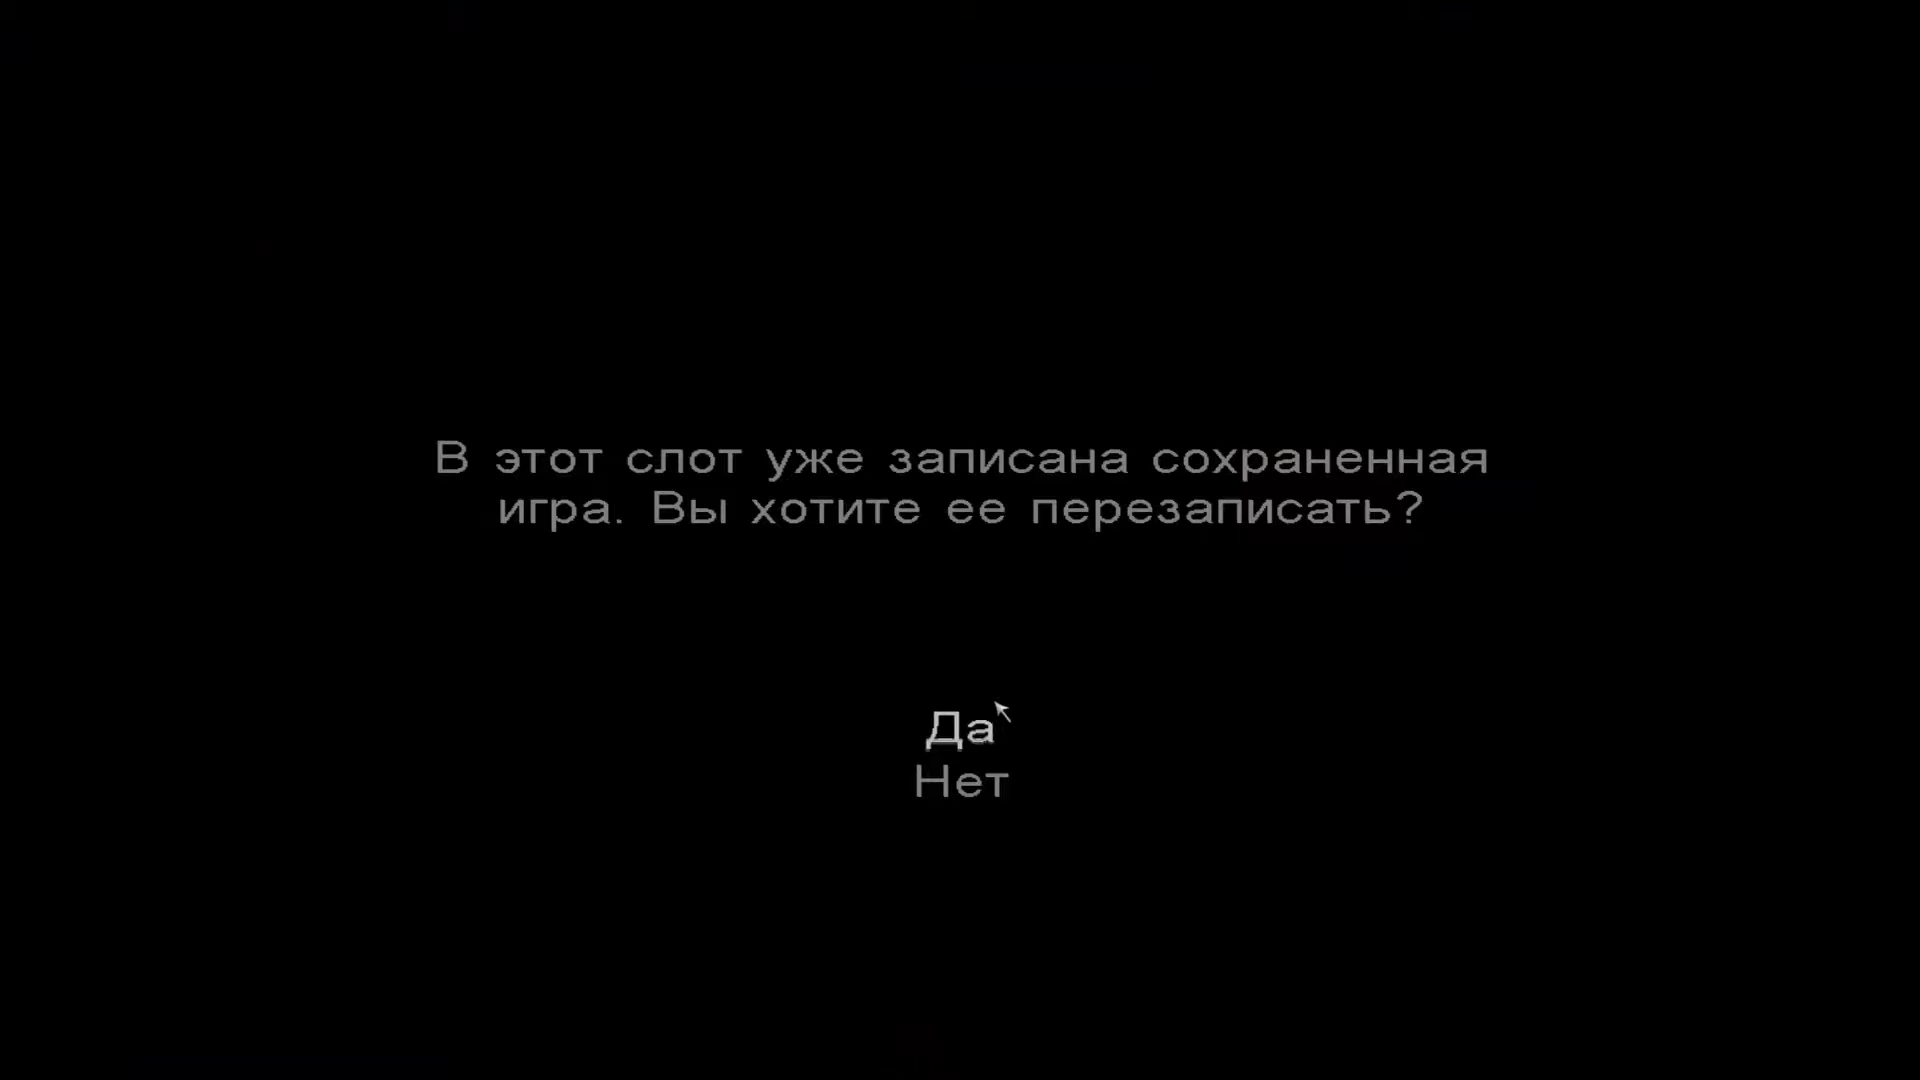 В этот слот уже записана сохраненная
игра. Вы хотите ее перезаписать?
Да
Нет